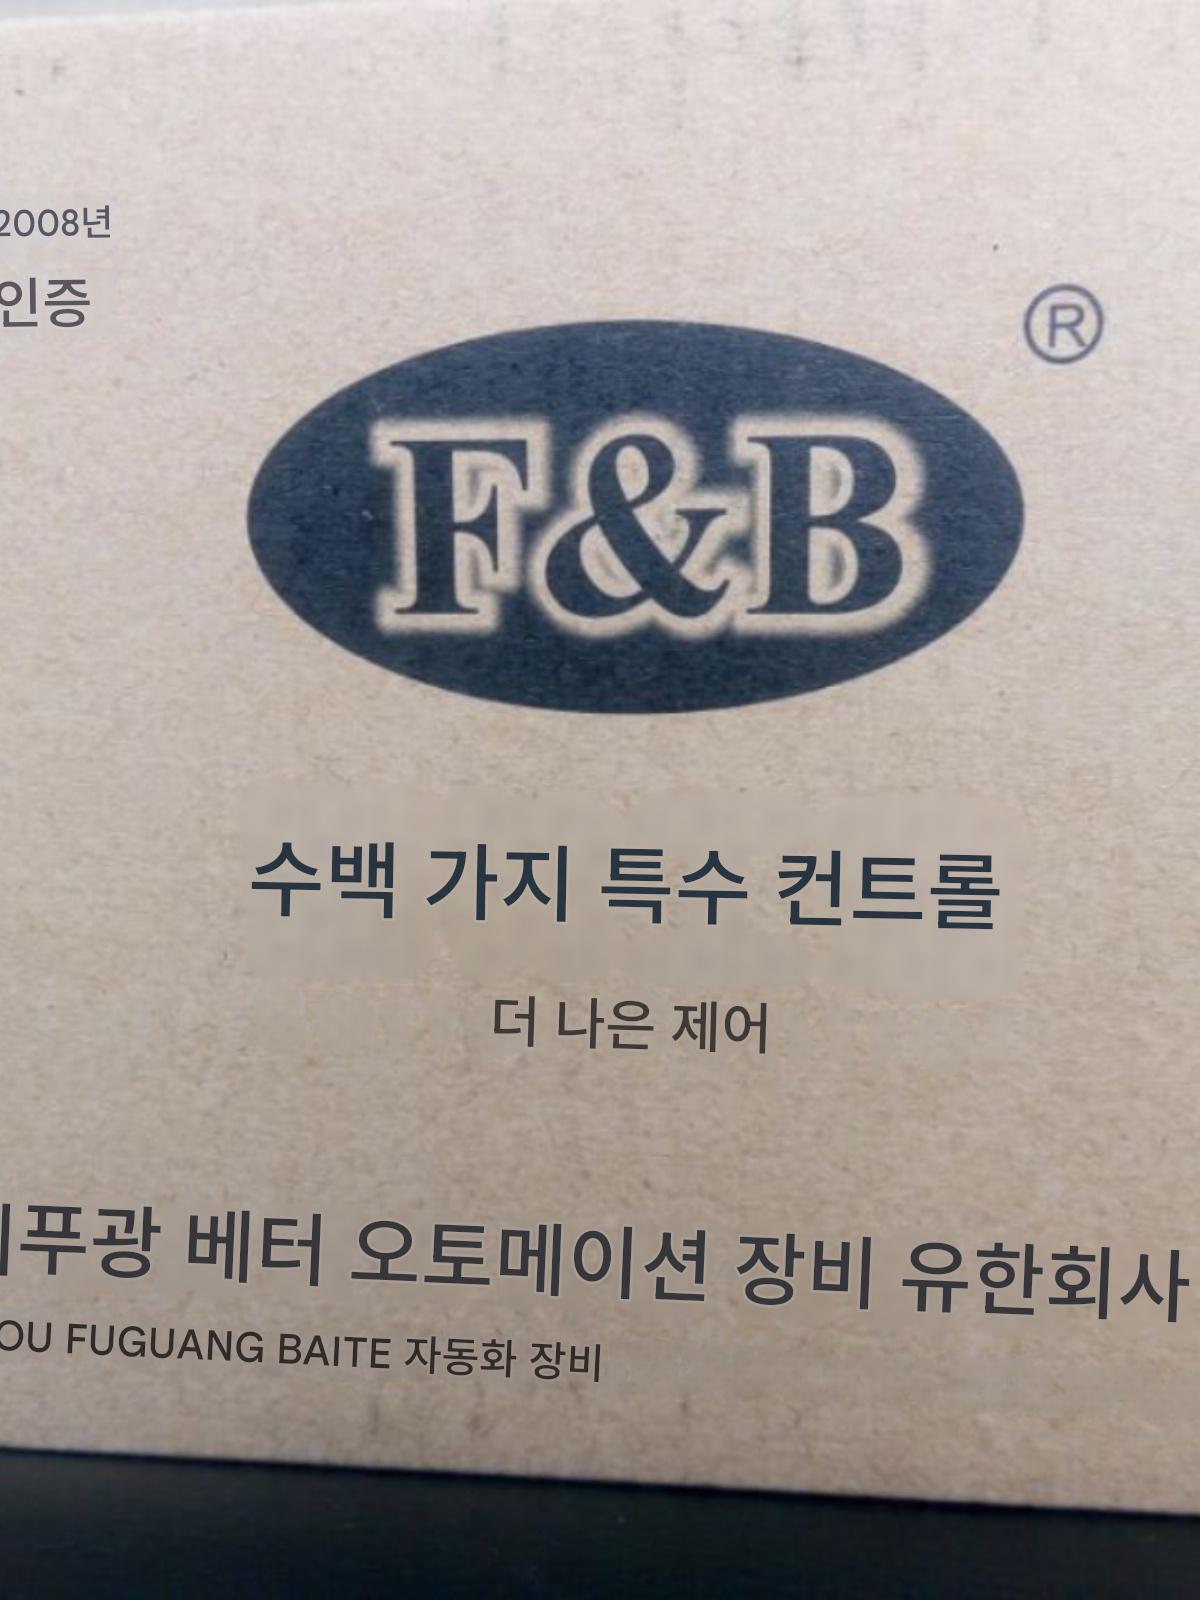 2008년
인증
®
F&B
수백 가지 특수 컨트롤
더 나은 제어
푸광 베터 오토메이션 장비 유한회사
OU FUGUANG BAITE 자동화 장비